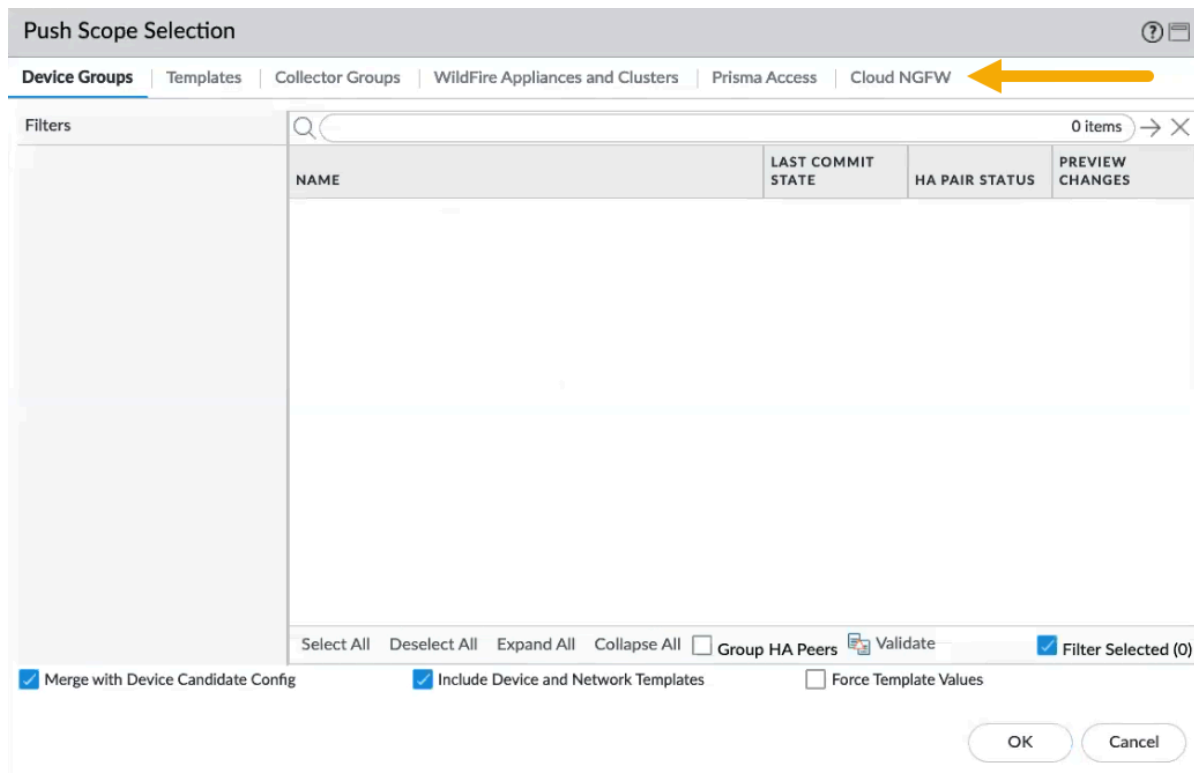 Push Scope Selection
Device Groups Templates Collector Groups WildFire Appliances and Clusters Prisma Access Cloud NGFW
Filters
0 items
NAME LAST COMMIT STATE HA PAIR STATUS PREVIEW CHANGES
Select All Deselect All Expand All Collapse All Group HA Peers Validate Filter Selected (0)
Merge with Device Candidate Config Include Device and Network Templates Force Template Values
OK Cancel